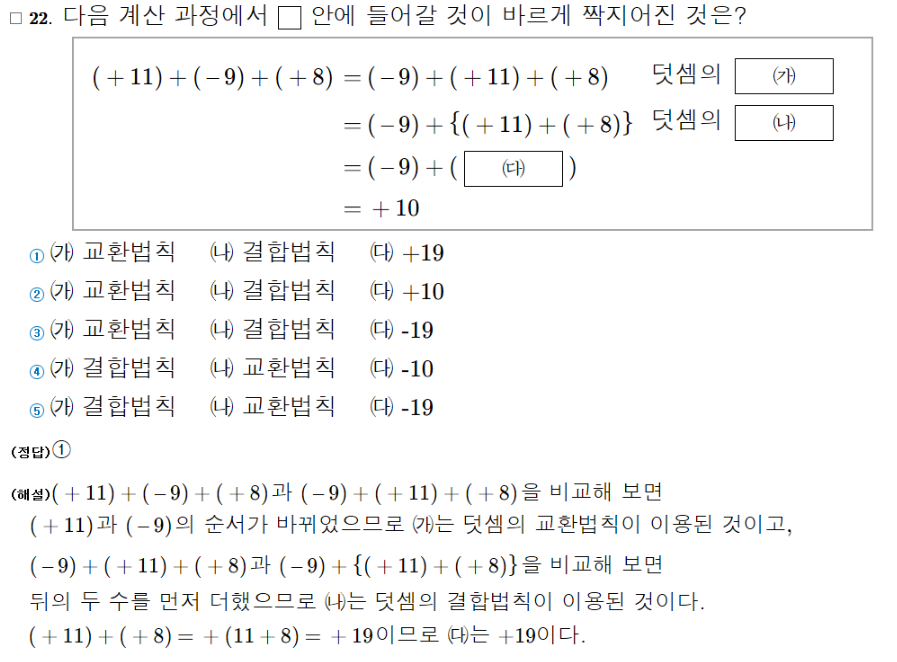 □ 22. 다음 계산 과정에서 □ 안에 들어갈 것이 바르게 짝지어진 것은?
(+11)+(-9)+(+8) =(-9)+(+11)+(+8) 덧셈의 ㈎
=(-9)+{(+11)+(+8)} 덧셈의 ㈏
=(-9)+( ㈐ )
= +10
① ㈎ 교환법칙 ㈏ 결합법칙 ㈐ +19
② ㈎ 교환법칙 ㈏ 결합법칙 ㈐ +10
③ ㈎ 교환법칙 ㈏ 결합법칙 ㈐ -19
④ ㈎ 결합법칙 ㈏ 교환법칙 ㈐ -10
⑤ ㈎ 결합법칙 ㈏ 교환법칙 ㈐ -19
(정답)①
(해설)(+11)+(-9)+(+8)과 (-9)+(+11)+(+8)을 비교해 보면
(+11)과 (-9)의 순서가 바뀌었으므로 ㈎는 덧셈의 교환법칙이 이용된 것이고,
(-9)+(+11)+(+8)과 (-9)+{(+11)+(+8)}을 비교해 보면
뒤의 두 수를 먼저 더했으므로 ㈏는 덧셈의 결합법칙이 이용된 것이다.
(+11)+(+8)= +(11+8)= +19이므로 ㈐는 +19이다.